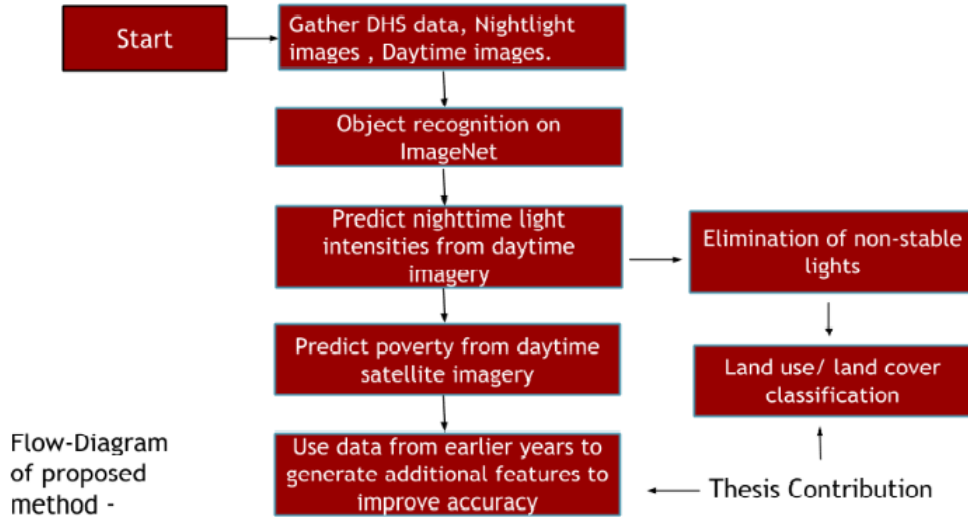 Start
Gather DHS data, Nightlight
images , Daytime images.
Object recognition on
ImageNet
Predict nighttime light
intensities from daytime
imagery
Elimination of non-stable
lights
Predict poverty from daytime
satellite imagery
Land use/ land cover
classification
Flow-Diagram
of proposed
method -
Use data from earlier years to
generate additional features to
improve accuracy
Thesis Contribution